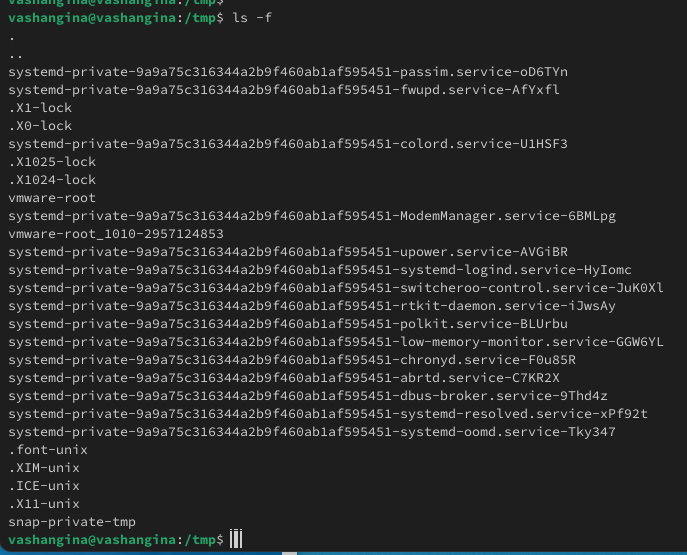 vashangina@vashangina:/tmp$
vashangina@vashangina:/tmp$ ls -f
.
..
systemd-private-9a9a75c316344a2b9f460ab1af595451-passim.service-oD6TYn
systemd-private-9a9a75c316344a2b9f460ab1af595451-fwupd.service-AfYxfl
.X1-lock
.X0-lock
systemd-private-9a9a75c316344a2b9f460ab1af595451-colord.service-U1HSF3
.X1025-lock
.X1024-lock
vmware-root
systemd-private-9a9a75c316344a2b9f460ab1af595451-ModemManager.service-6BMLpg
vmware-root_1010-2957124853
systemd-private-9a9a75c316344a2b9f460ab1af595451-upower.service-AVGiBR
systemd-private-9a9a75c316344a2b9f460ab1af595451-systemd-logind.service-HyIomc
systemd-private-9a9a75c316344a2b9f460ab1af595451-switcheroo-control.service-JuK0Xl
systemd-private-9a9a75c316344a2b9f460ab1af595451-rtkit-daemon.service-iJwsAy
systemd-private-9a9a75c316344a2b9f460ab1af595451-polkit.service-BLUrbu
systemd-private-9a9a75c316344a2b9f460ab1af595451-low-memory-monitor.service-GGW6YL
systemd-private-9a9a75c316344a2b9f460ab1af595451-chronyd.service-F0u85R
systemd-private-9a9a75c316344a2b9f460ab1af595451-abrtd.service-C7KR2X
systemd-private-9a9a75c316344a2b9f460ab1af595451-dbus-broker.service-9Thd4z
systemd-private-9a9a75c316344a2b9f460ab1af595451-systemd-resolved.service-xPf92t
systemd-private-9a9a75c316344a2b9f460ab1af595451-systemd-oomd.service-Tky347
.font-unix
.XIM-unix
.ICE-unix
.X11-unix
snap-private-tmp
vashangina@vashangina:/tmp$